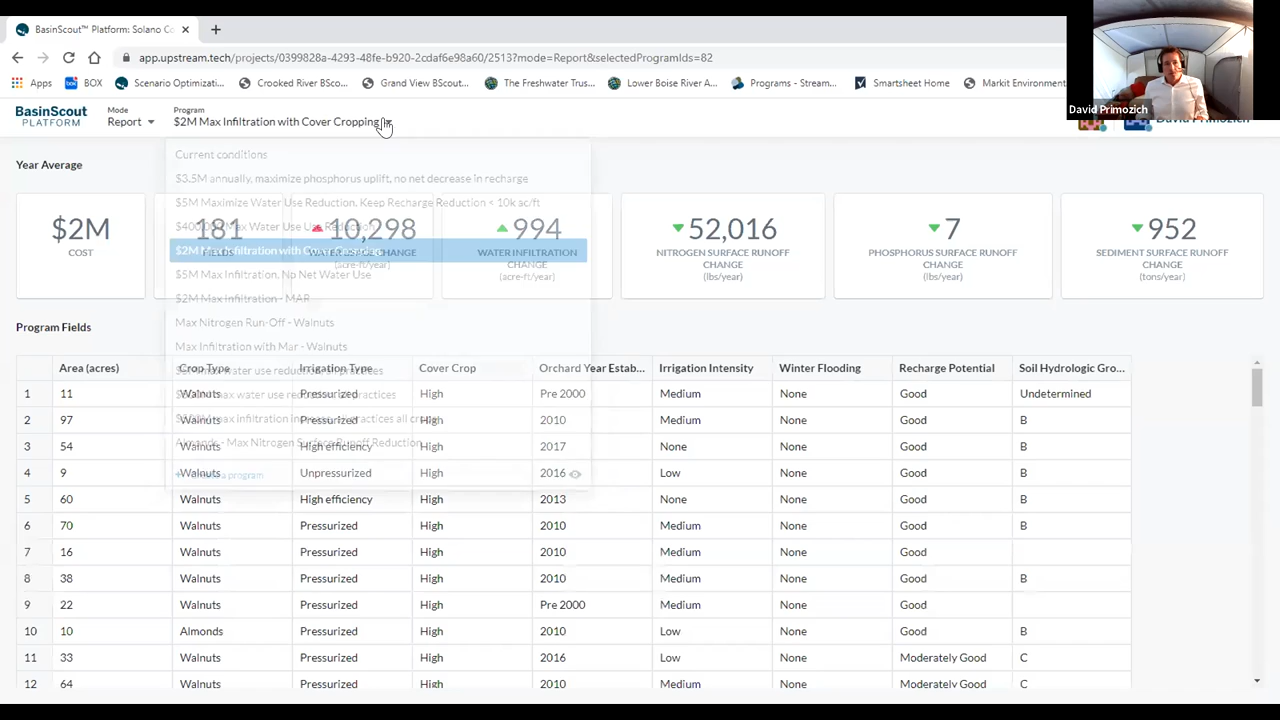 BasinScout™ Platform: Solano Co
app.upstream.tech/projects/0399828a-4293-48fe-b920-2cdaf6e98a60/2513?mode=Report&selectedProgramIds=82
Apps BOX Scenario Optimizati... Crooked River BSco... Grand View BScout... The Freshwater Trus... Lower Boise River A... Programs - Stream... Smartsheet Home Markit Environment
David Primozich
BasinScout PLATFORM
Mode
Report
Program
$2M Max Infiltration with Cover Cropping
David Primozich
Current conditions
$3.5M annually, maximize phosphorus uplift, no net decrease in recharge
$5M Maximize Water Use Reduction. Keep Recharge Reduction < 10k ac/ft
$2M Max Infiltration with Cover Cropping
$5M Max Infiltration, No Net Water Use
$2M Max Infiltration - MAR
Max Nitrogen Run-Off - Walnuts
Max Infiltration with Mar - Walnuts
Almonds - Max Nitrogen Surface Runoff Reduction
Year Average
$2M
COST
181
FIELDS
10,298
CHANGE
(acre-ft/year)
994
WATER INFILTRATION CHANGE
(acre-ft/year)
52,016
NITROGEN SURFACE RUNOFF CHANGE
(lbs/year)
7
PHOSPHORUS SURFACE RUNOFF CHANGE
(lbs/year)
952
SEDIMENT SURFACE RUNOFF CHANGE
(tons/year)
Program Fields
Area (acres) Crop Type Irrigation Type Cover Crop Orchard Year Estab... Irrigation Intensity Winter Flooding Recharge Potential Soil Hydrologic Gro...
1 11 Walnuts Pressurized High Pre 2000 Medium None Good Undetermined
2 97 Walnuts Pressurized High 2010 Medium None Good B
3 54 Walnuts High efficiency High 2017 None None Good B
4 9 Walnuts Unpressurized High 2016 Low None Good B
5 60 Walnuts High efficiency High 2013 None None Good B
6 70 Walnuts Pressurized High 2010 Medium None Good B
7 16 Walnuts Pressurized High 2010 Medium None Good
8 38 Walnuts Pressurized High 2010 Medium None Good B
9 22 Walnuts Pressurized High Pre 2000 Medium None Good
10 10 Almonds Pressurized High 2010 Low None Good B
11 33 Walnuts Pressurized High 2016 Low None Moderately Good C
12 64 Walnuts Pressurized High 2010 Medium None Moderately Good C